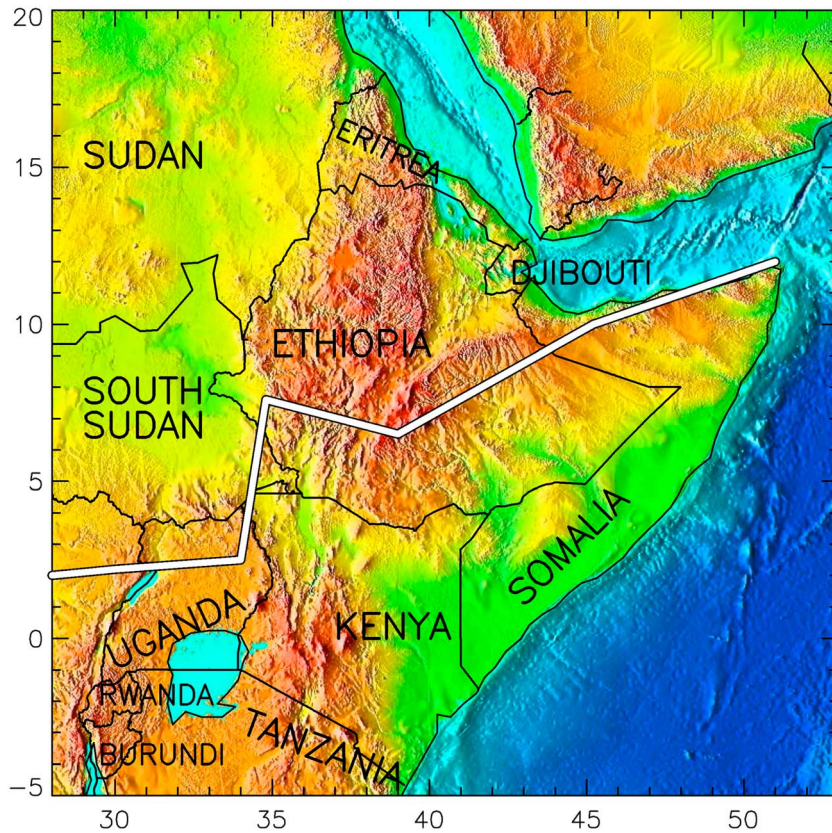 20
15
10
5
0
−5
30
35
40
45
50
SUDAN
ERITREA
DJIBOUTI
ETHIOPIA
SOUTH
SUDAN
SOMALIA
UGANDA
KENYA
RWANDA
TANZANIA
BURUNDI